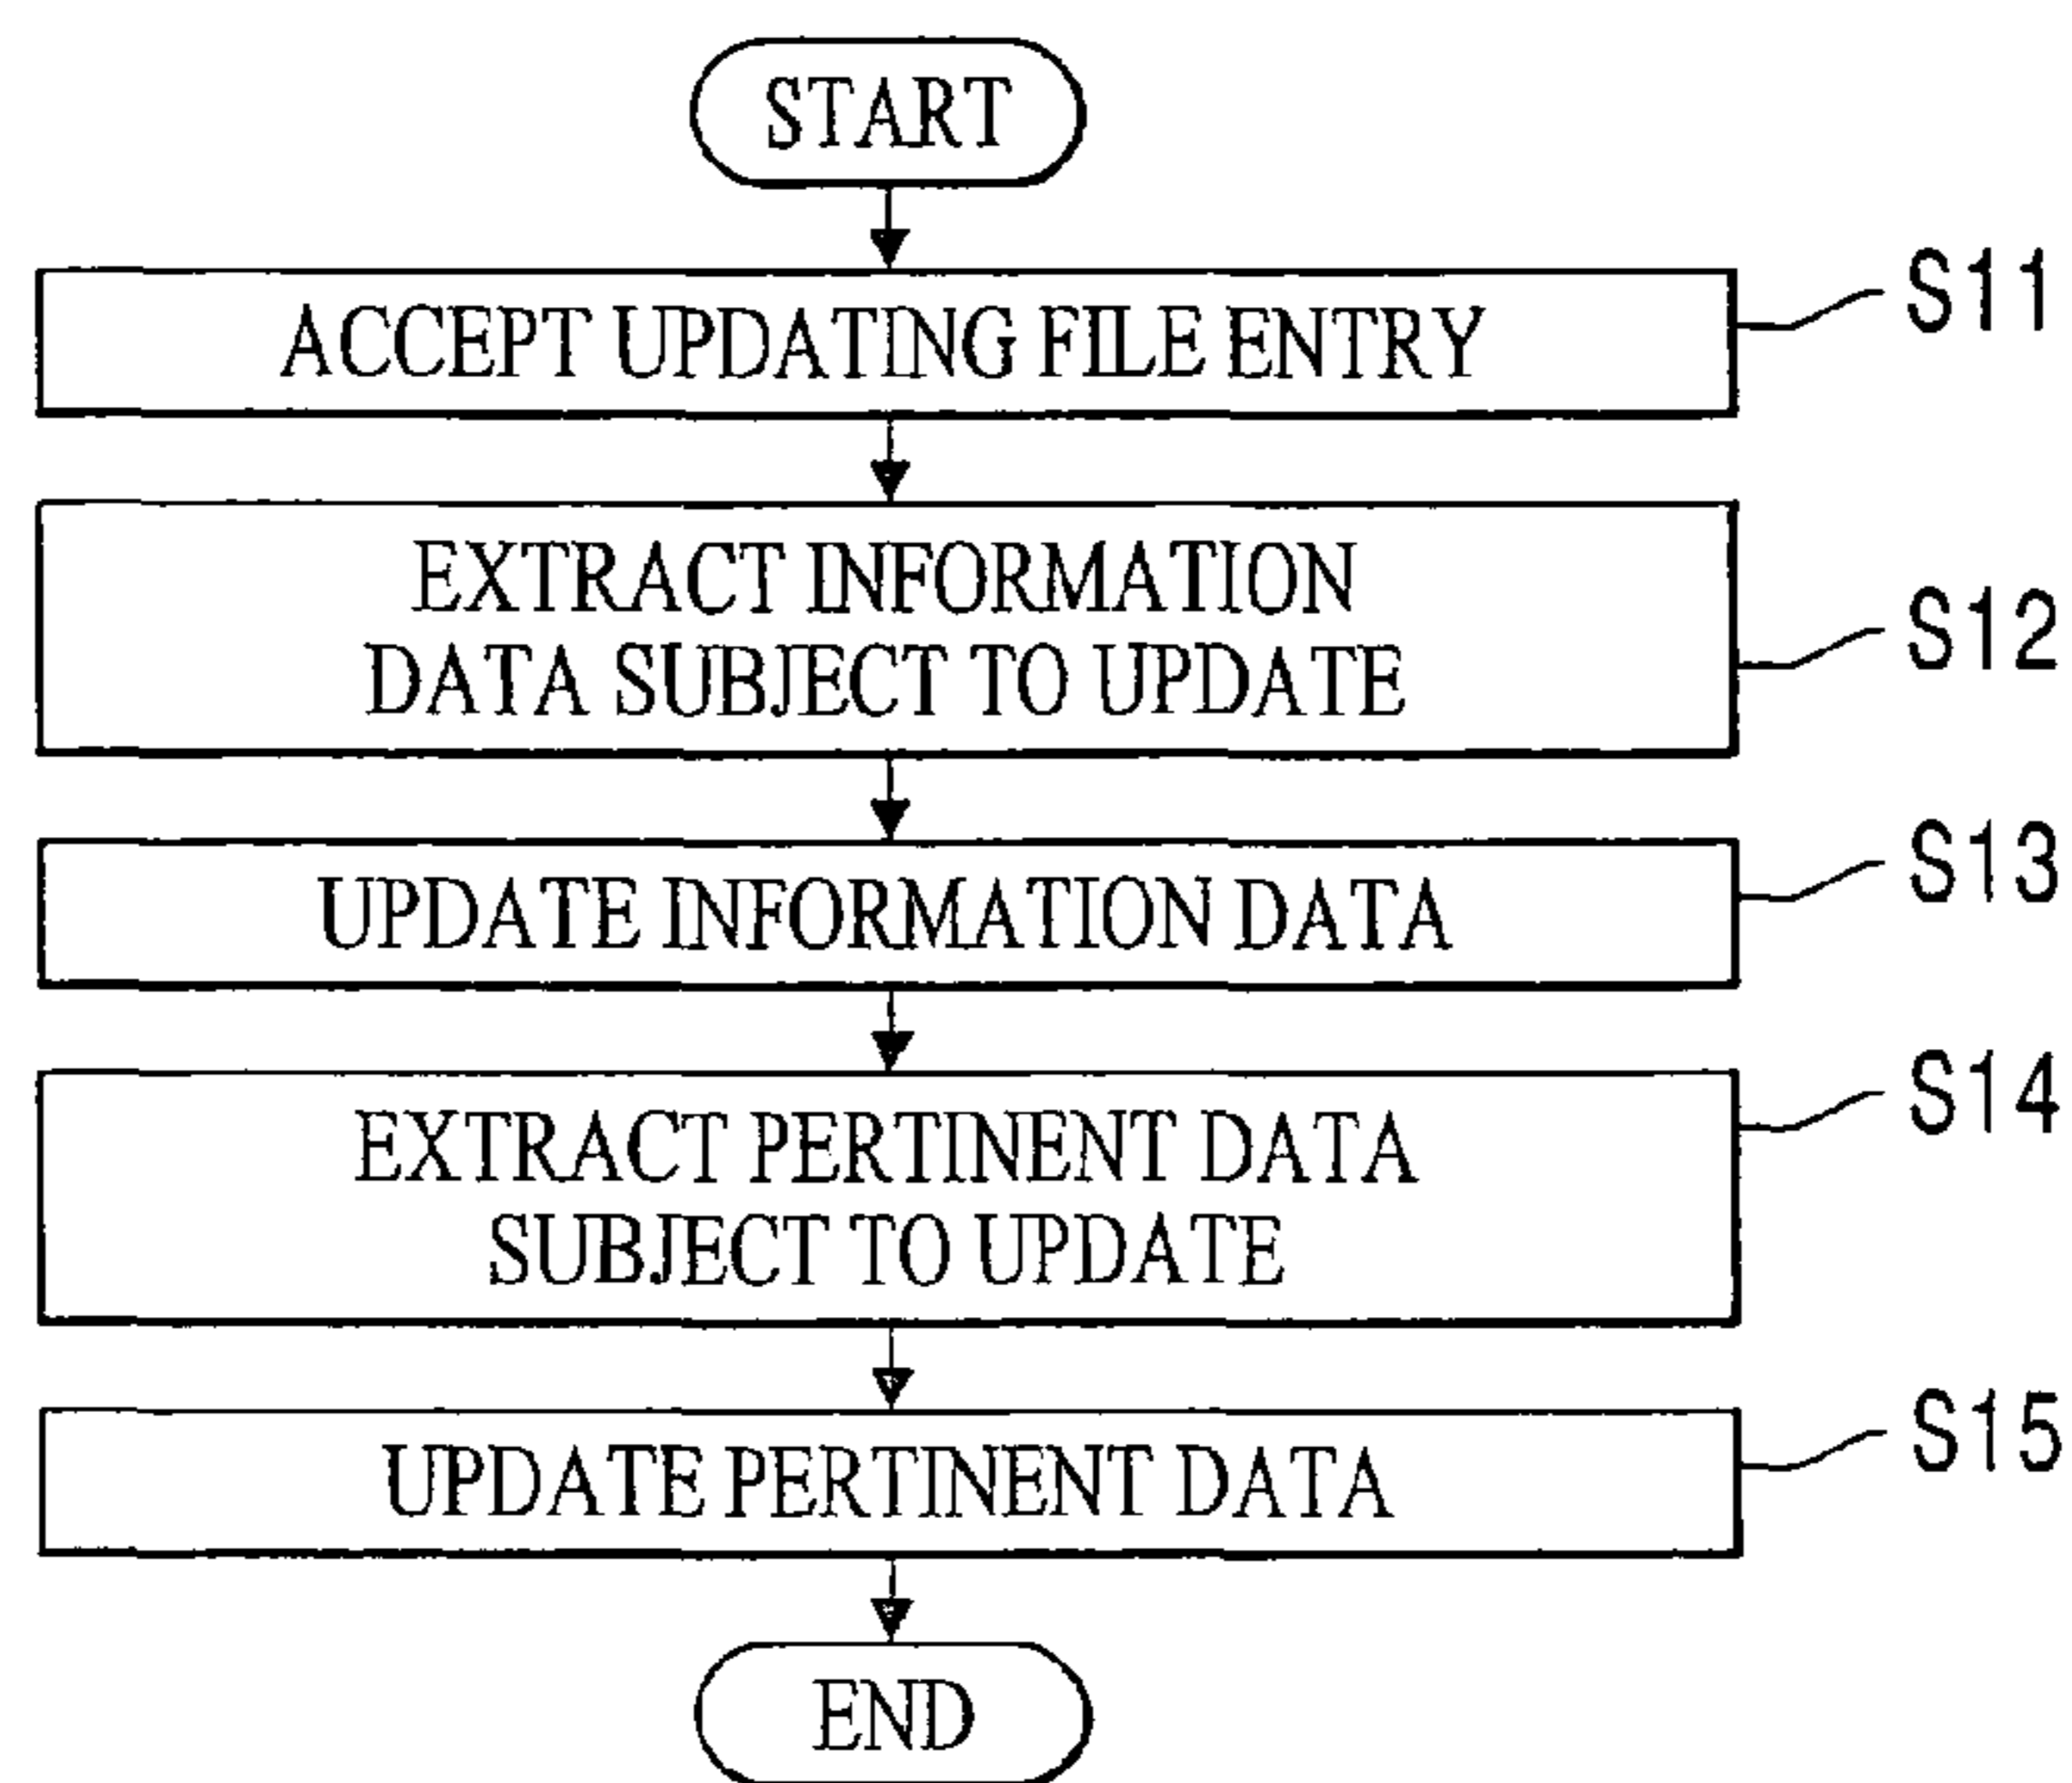 START
ACCEPT UPDATING FILE ENTRY
S11
EXTRACT INFORMATION
DATA SUBJECT TO UPDATE
S12
UPDATE INFORMATION DATA
S13
EXTRACT PERTINENT DATA
SUBJECT TO UPDATE
S14
UPDATE PERTINENT DATA
S15
END